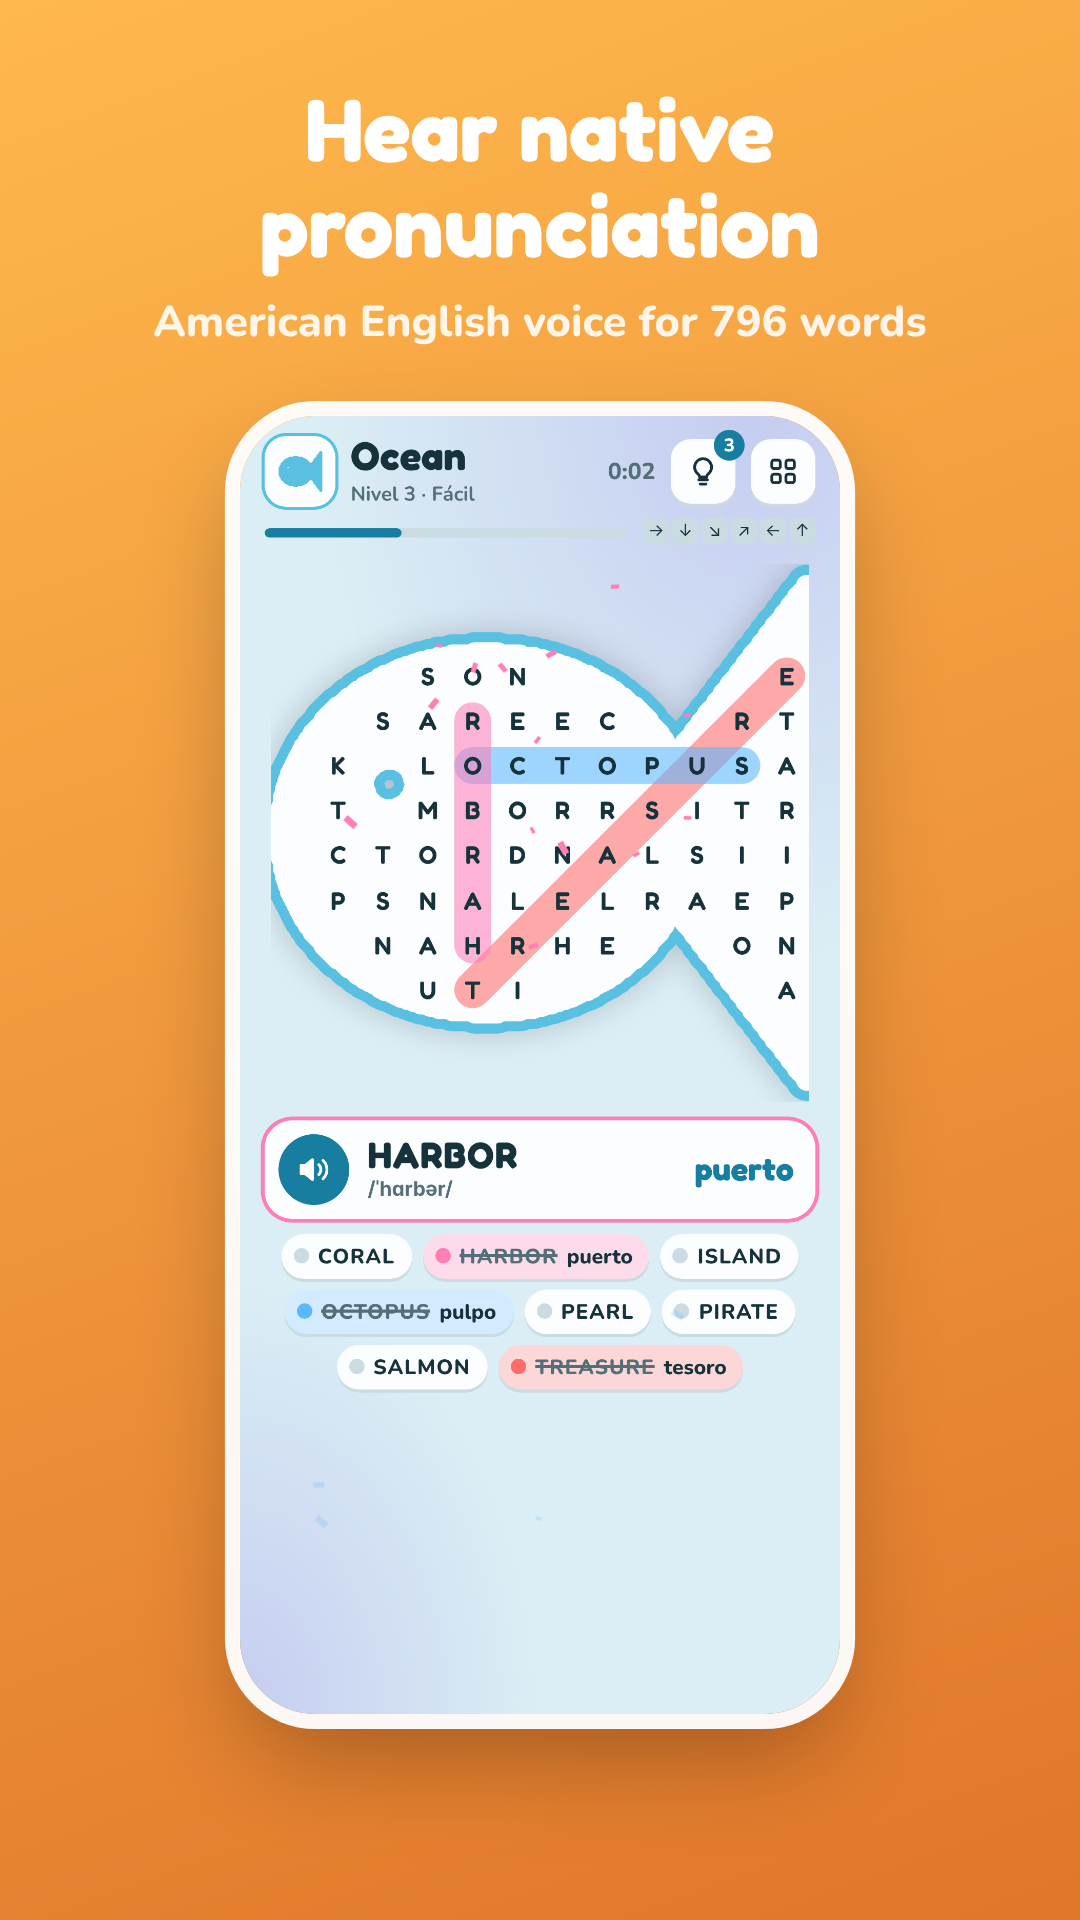 Hear native
pronunciation
American English voice for 796 words
Ocean
Nivel 3 · Fácil
0:02
3
→ ↓ ↘ ↗ ← ↑
S O N E
S A R E E C R T
K L O C T O P U S A
T M B O R R S I T R
C T O R D N A L S I I
P S N A L E L R A E P
N A H R H E O N
U T I A
HARBOR
/ˈhɑrbər/
puerto
CORAL HARBOR puerto ISLAND
OCTOPUS pulpo PEARL PIRATE
SALMON TREASURE tesoro